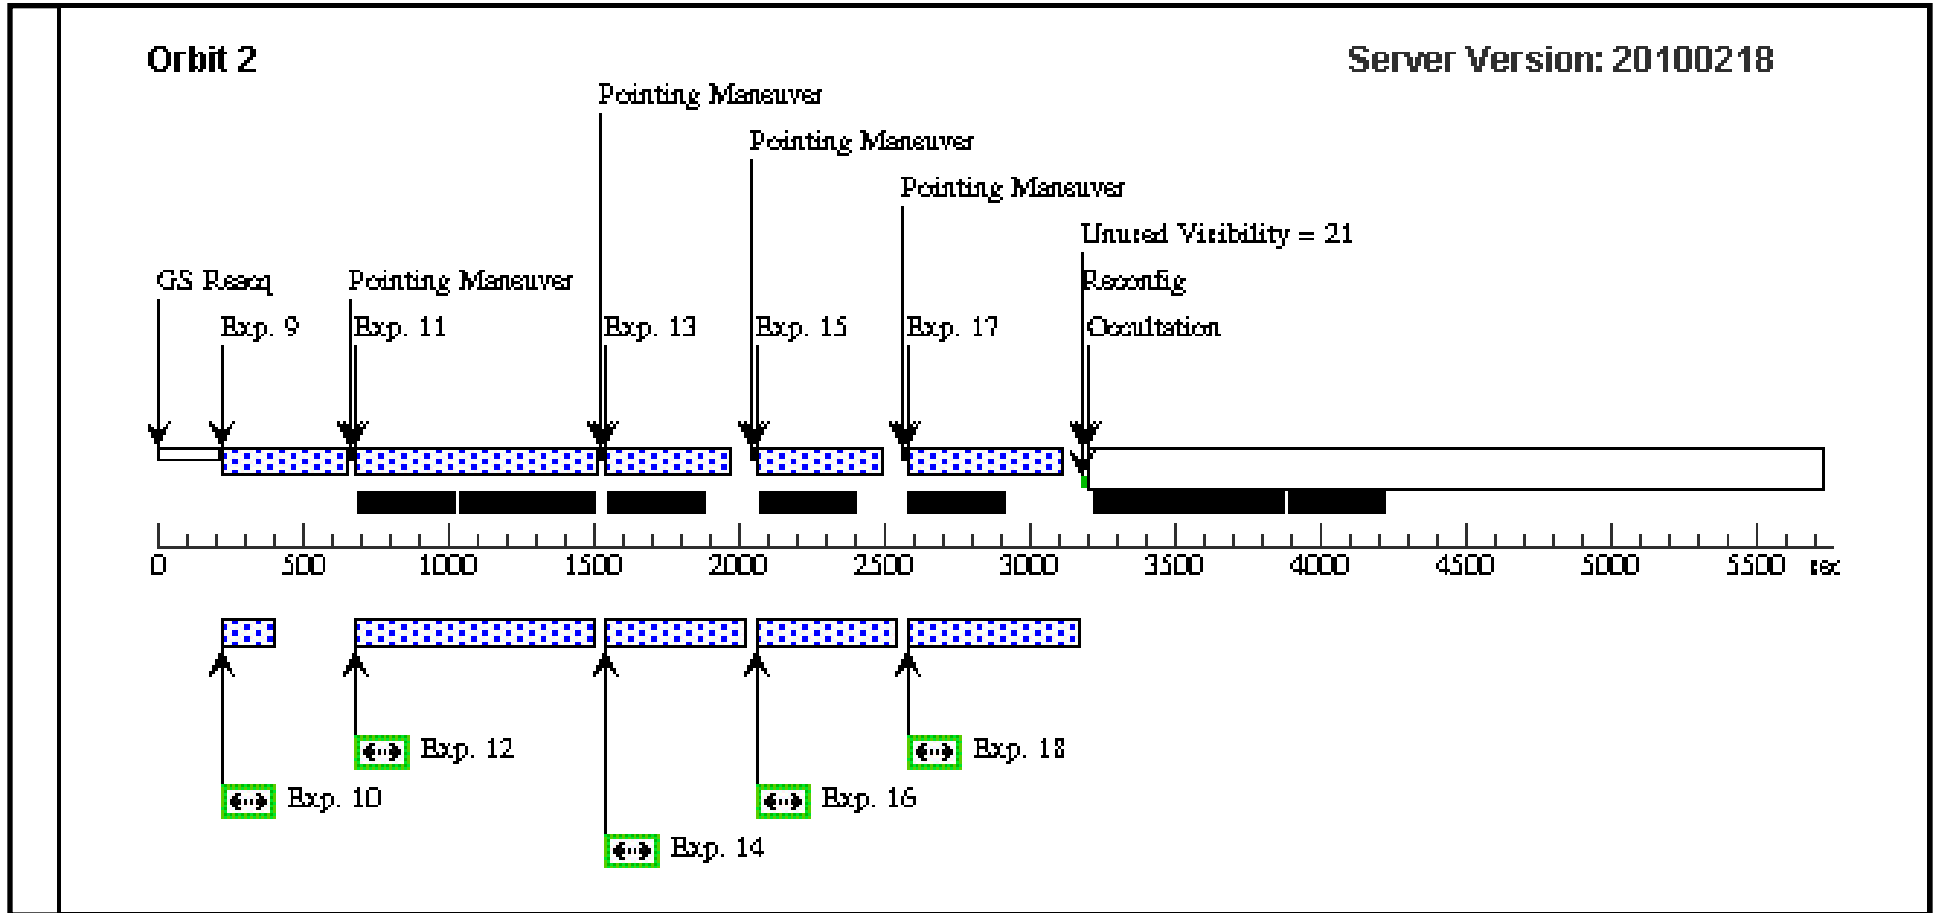 Orbit 2
Server Version: 20100218
Pointing Maneuver
Pointing Maneuver
Pointing Maneuver
Unused Visibility = 21
GS Reacq
Pointing Maneuver
Reconfig
Exp. 9
Exp. 11
Exp. 13
Exp. 15
Exp. 17
Occultation
0
500
1000
1500
2000
2500
3000
3500
4000
4500
5000
5500
sec
Exp. 12
Exp. 18
Exp. 10
Exp. 16
Exp. 14